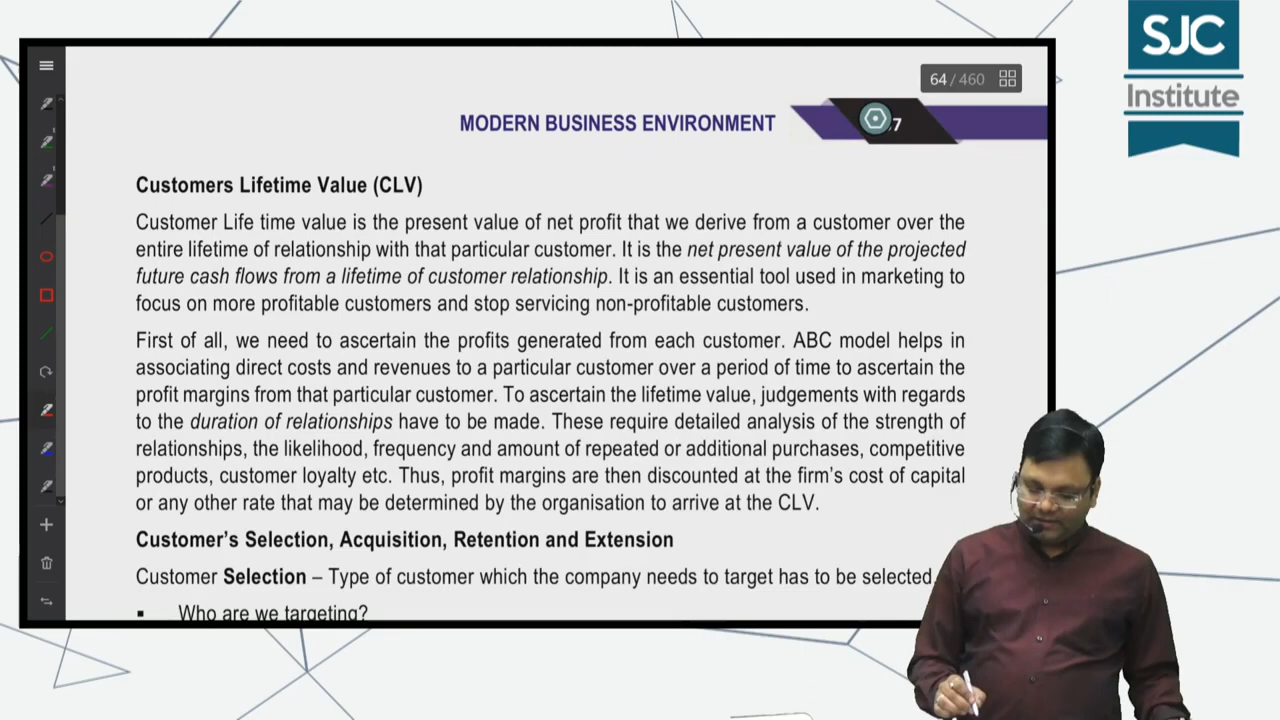 SJC
Institute
64 / 460
MODERN BUSINESS ENVIRONMENT
7
Customers Lifetime Value (CLV)
Customer Life time value is the present value of net profit that we derive from a customer over the
entire lifetime of relationship with that particular customer. It is the net present value of the projected
future cash flows from a lifetime of customer relationship. It is an essential tool used in marketing to
focus on more profitable customers and stop servicing non-profitable customers.
First of all, we need to ascertain the profits generated from each customer. ABC model helps in
associating direct costs and revenues to a particular customer over a period of time to ascertain the
profit margins from that particular customer. To ascertain the lifetime value, judgements with regards
to the duration of relationships have to be made. These require detailed analysis of the strength of
relationships, the likelihood, frequency and amount of repeated or additional purchases, competitive
products, customer loyalty etc. Thus, profit margins are then discounted at the firm's cost of capital
or any other rate that may be determined by the organisation to arrive at the CLV.
Customer's Selection, Acquisition, Retention and Extension
Customer Selection – Type of customer which the company needs to target has to be selected.
▪ Who are we targeting?